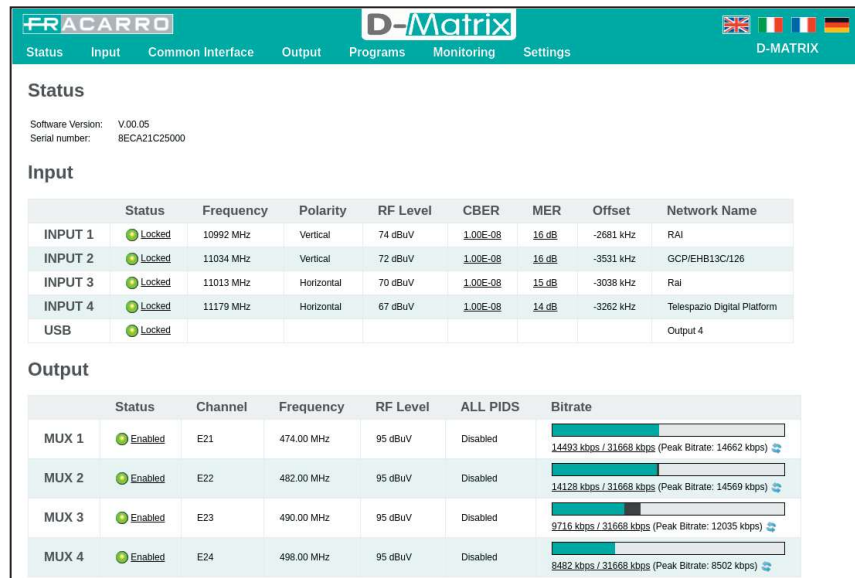 FRACARRO D-Matrix
Status Input Common Interface Output Programs Monitoring Settings D-MATRIX
Status
Software Version: V.00.05
Serial number: 8ECA21C25000
Input
Status Frequency Polarity RF Level CBER MER Offset Network Name
INPUT 1 Locked 10992 MHz Vertical 74 dBuV 1.00E-08 16 dB -2681 kHz RAI
INPUT 2 Locked 11034 MHz Vertical 72 dBuV 1.00E-08 16 dB -3531 kHz GCP/EHB13C/126
INPUT 3 Locked 11013 MHz Horizontal 70 dBuV 1.00E-08 15 dB -3038 kHz Rai
INPUT 4 Locked 11179 MHz Horizontal 67 dBuV 1.00E-08 14 dB -3262 kHz Telespazio Digital Platform
USB Locked Output 4
Output
Status Channel Frequency RF Level ALL PIDS Bitrate
MUX 1 Enabled E21 474.00 MHz 95 dBuV Disabled 14493 kbps / 31668 kbps (Peak Bitrate: 14662 kbps)
MUX 2 Enabled E22 482.00 MHz 95 dBuV Disabled 14128 kbps / 31668 kbps (Peak Bitrate: 14569 kbps)
MUX 3 Enabled E23 490.00 MHz 95 dBuV Disabled 9716 kbps / 31668 kbps (Peak Bitrate: 12035 kbps)
MUX 4 Enabled E24 498.00 MHz 95 dBuV Disabled 8482 kbps / 31668 kbps (Peak Bitrate: 8502 kbps)